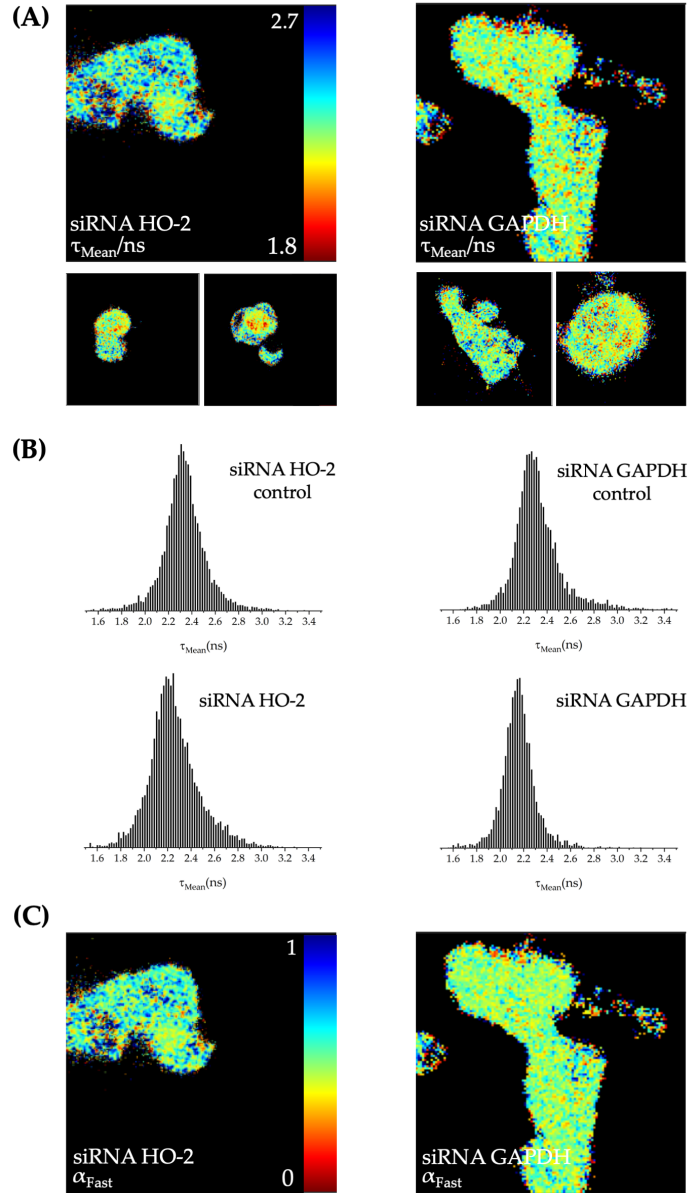 (A)
2.7
siRNA HO-2
τMean/ns
1.8
siRNA GAPDH
τMean/ns
(B)
siRNA HO-2
control
1.6 1.8 2.0 2.2 2.4 2.6 2.8 3.0 3.2 3.4
τMean(ns)
siRNA GAPDH
control
1.6 1.8 2.0 2.2 2.4 2.6 2.8 3.0 3.2 3.4
τMean(ns)
siRNA HO-2
1.6 1.8 2.0 2.2 2.4 2.6 2.8 3.0 3.2 3.4
τMean(ns)
siRNA GAPDH
1.6 1.8 2.0 2.2 2.4 2.6 2.8 3.0 3.2 3.4
τMean(ns)
(C)
1
siRNA HO-2
αFast
0
siRNA GAPDH
αFast